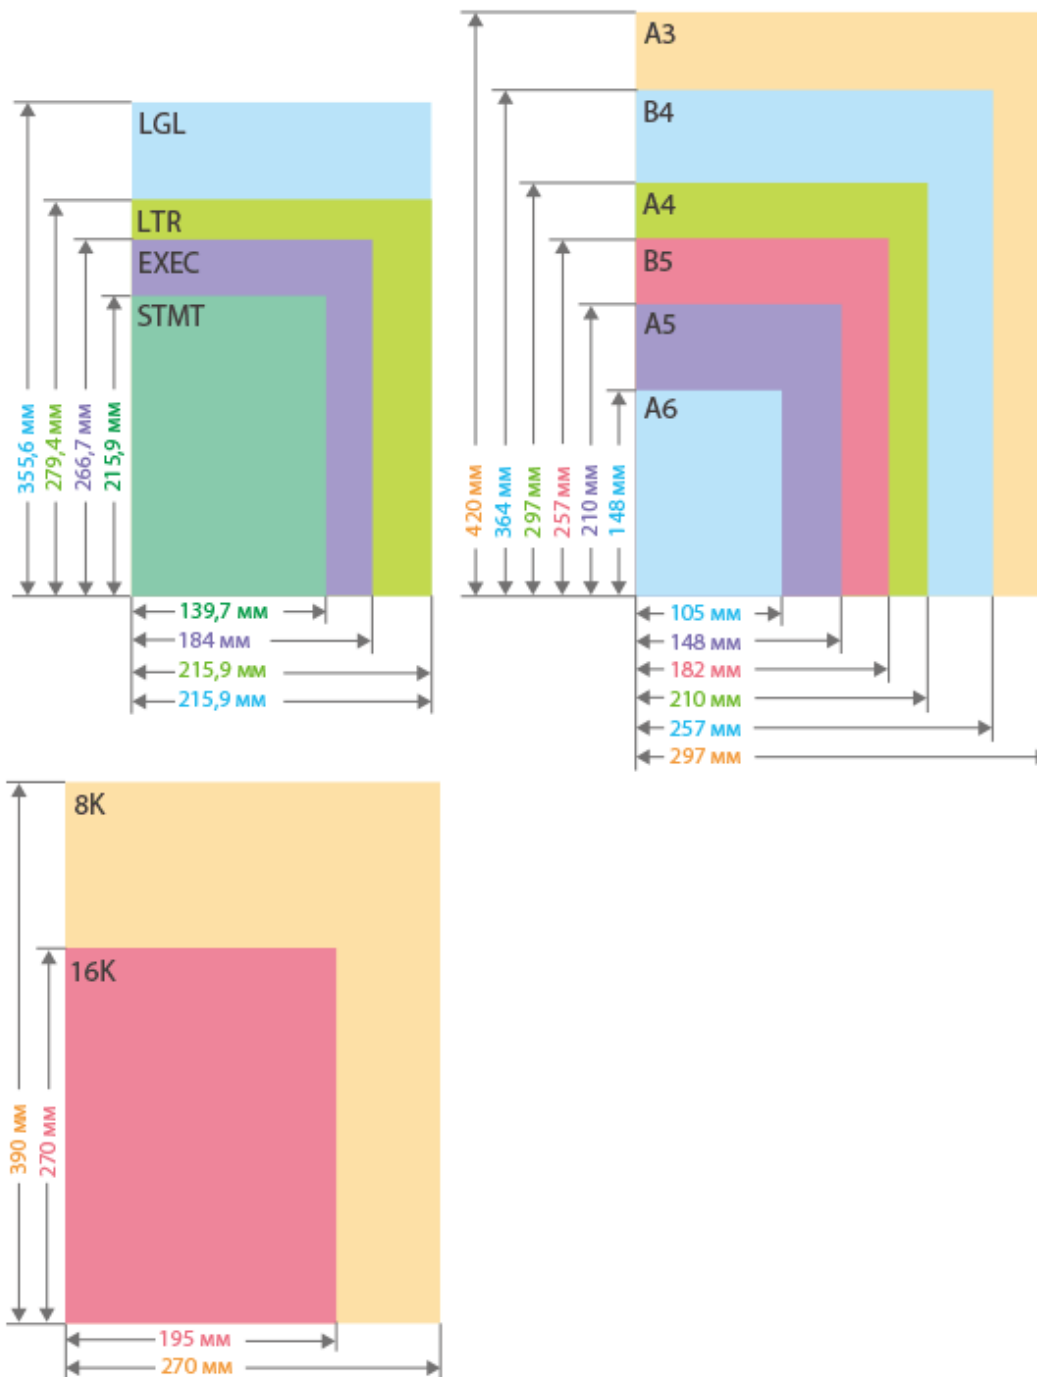 LGL
LTR
EXEC
STMT
355,6 мм
279,4 мм
266,7 мм
215,9 мм
139,7 мм
184 мм
215,9 мм
215,9 мм
A3
B4
A4
B5
A5
A6
420 мм
364 мм
297 мм
257 мм
210 мм
148 мм
105 мм
148 мм
182 мм
210 мм
257 мм
297 мм
8K
16K
390 мм
270 мм
195 мм
270 мм